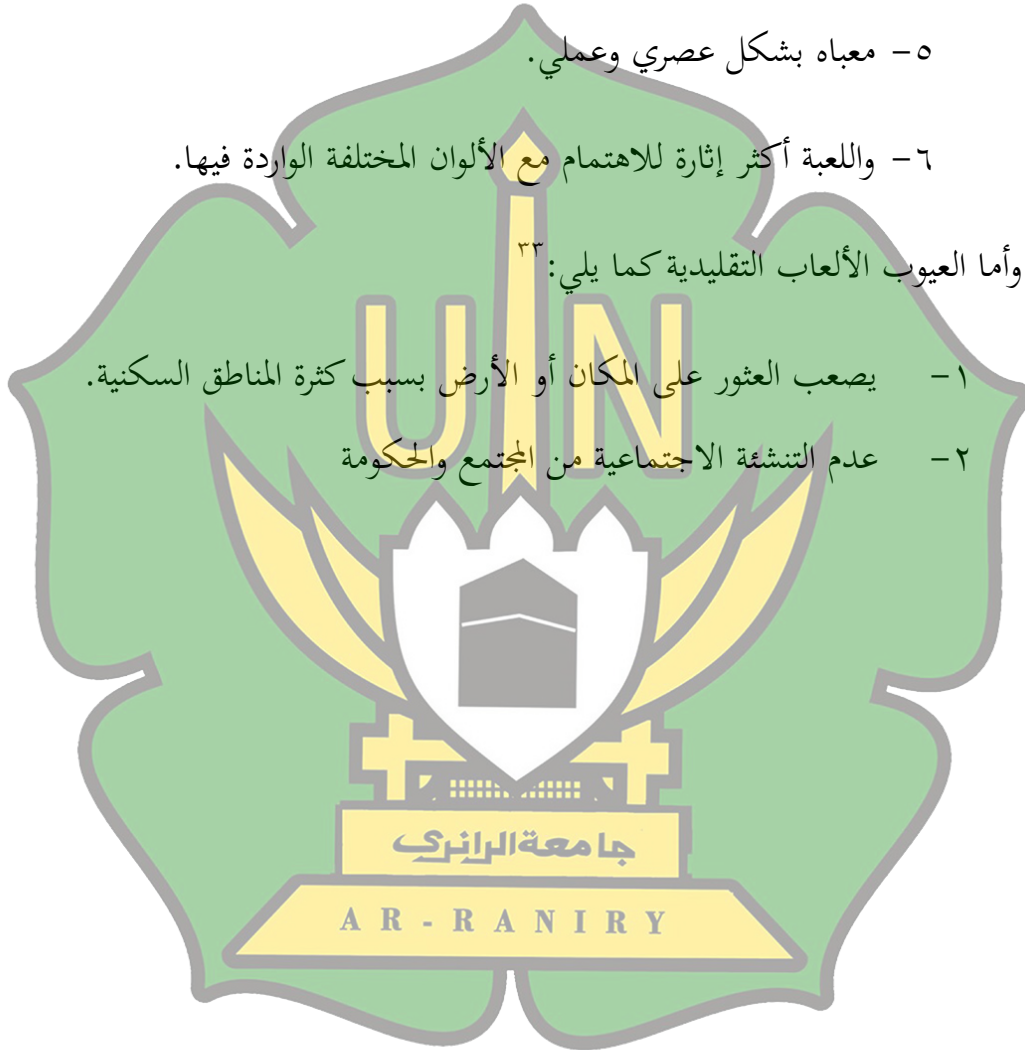 ٥- معباه بشكل عصري وعملي.
٦- واللعبة أكثر إثارة للاهتمام مع الألوان المختلفة الواردة فيها.
وأما العيوب الألعاب التقليدية كما يلي:٣٣
١- يصعب العثور على المكان أو الأرض بسبب كثرة المناطق السكنية.
٢- عدم التنشئة الاجتماعية من المجتمع والحكومة
UIN
جامعة الرانري
AR-RANIRY